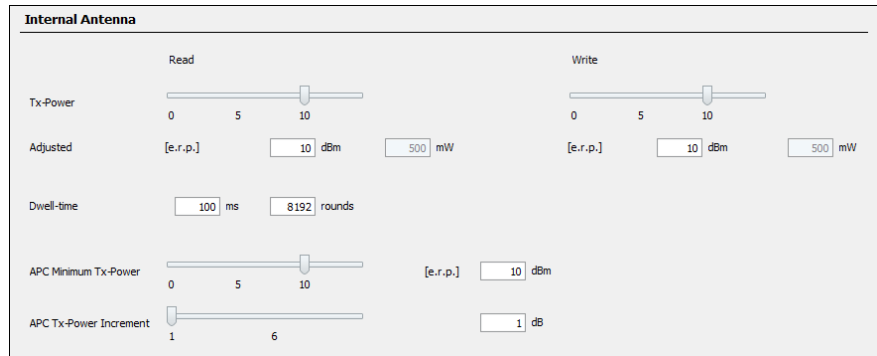 Internal Antenna
Read Write
Tx-Power
0 5 10 0 5 10
Adjusted [e.r.p.] 10 dBm 500 mW [e.r.p.] 10 dBm 500 mW
Dwell-time 100 ms 8192 rounds
APC Minimum Tx-Power [e.r.p.] 10 dBm
0 5 10
APC Tx-Power Increment 1 dB
1 6